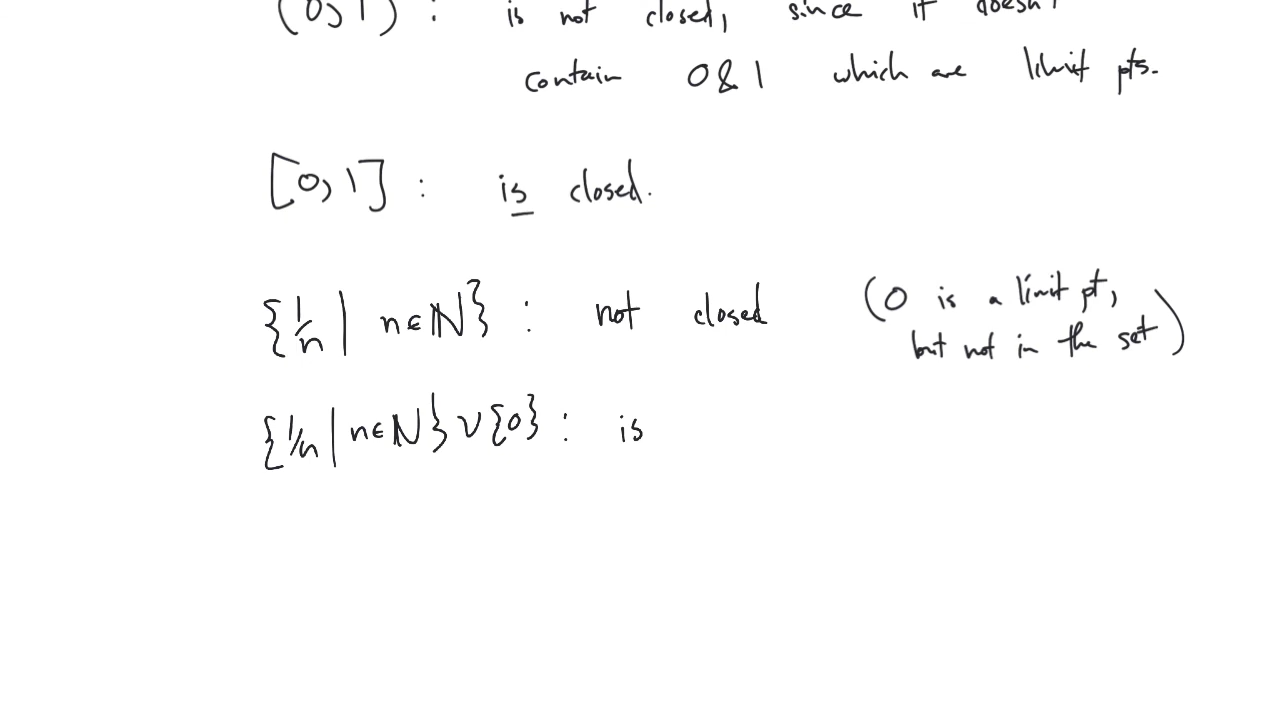 (0,1) : is not closed, since it doesn't
contain 0 & 1 which are limit pts.
[0,1] : is closed.
{1/n | n∈ℕ} : not closed (0 is a limit pt,
but not in the set)
{1/n | n∈ℕ} ∪ {0} : is